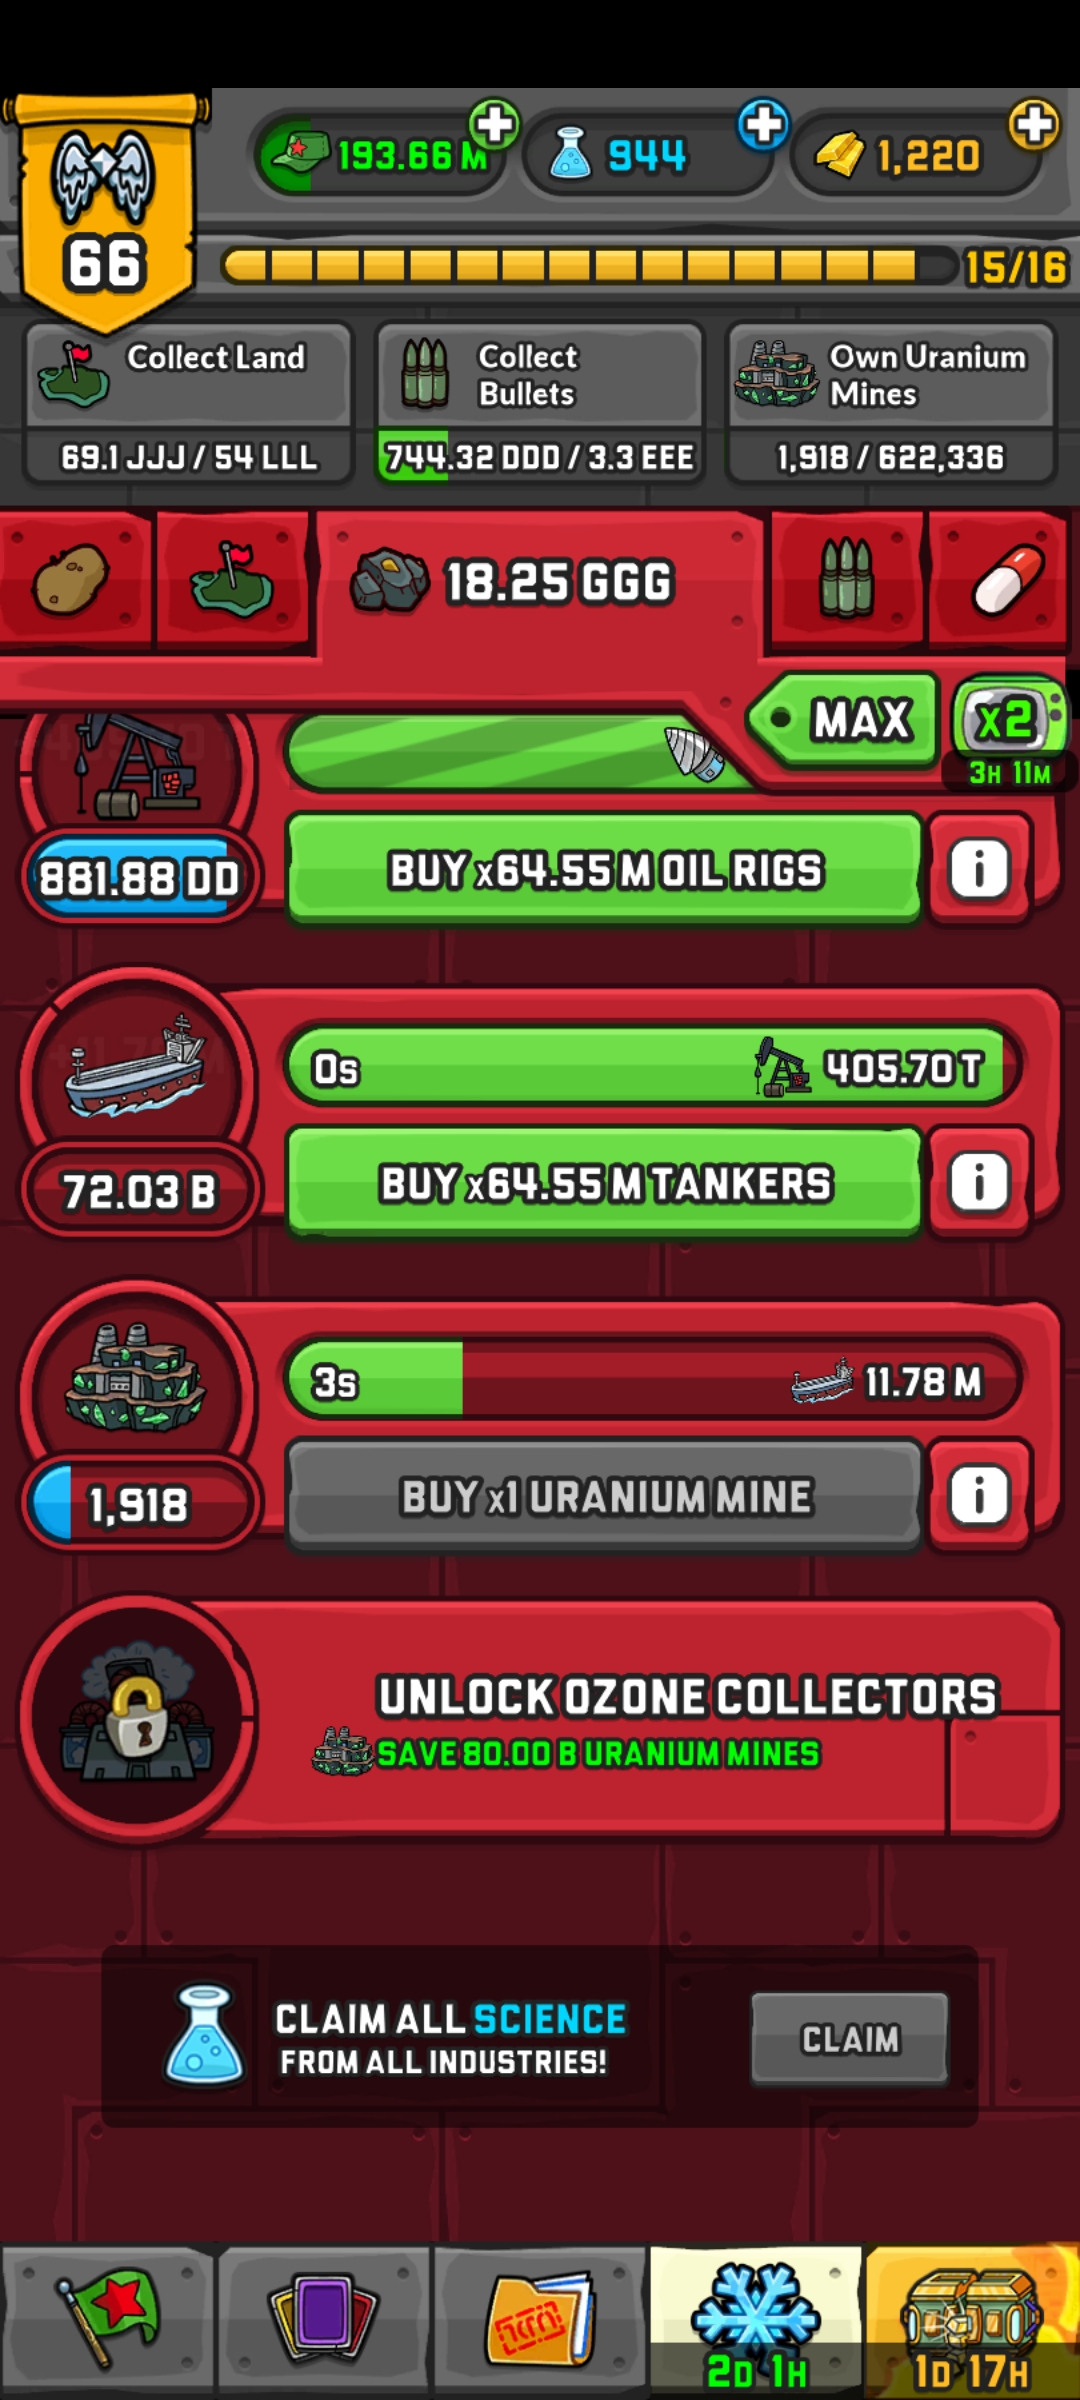 193.66 M
944
1,220
66
15/16
Collect Land
69.1 JJJ / 54 LLL
Collect
Bullets
744.32 DDD / 3.3 EEE
Own Uranium
Mines
1,918 / 622,336
18.25 GGG
MAX
x2
3H 11M
881.88 DD
BUY x64.55 M OIL RIGS
i
0s
405.70 T
72.03 B
BUY x64.55 M TANKERS
i
3s
11.78 M
1,918
BUY x1 URANIUM MINE
i
UNLOCK OZONE COLLECTORS
SAVE 80.00 B URANIUM MINES
CLAIM ALL SCIENCE
FROM ALL INDUSTRIES!
CLAIM
2D 1H
1D 17H